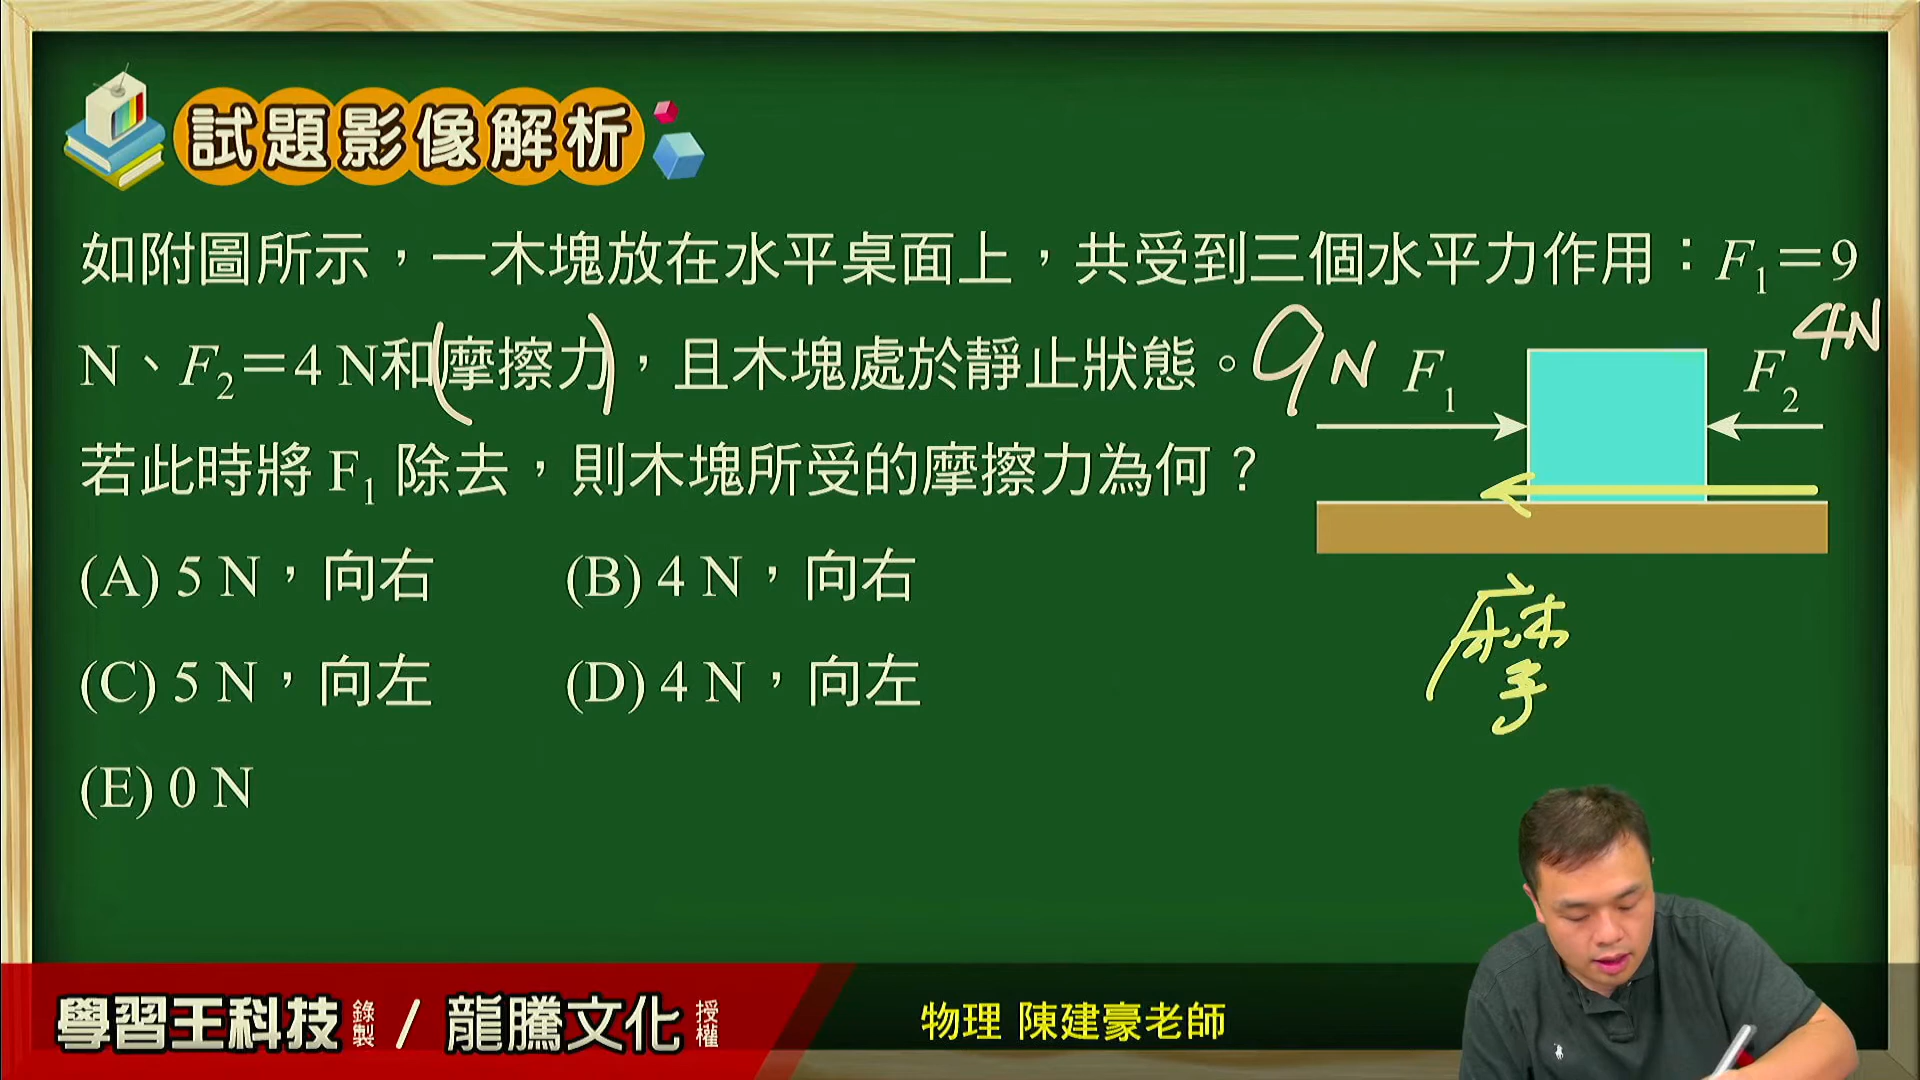 試題影像解析
如附圖所示，一木塊放在水平桌面上，共受到三個水平力作用：F1＝9
N、F2＝4 N和(摩擦力)，且木塊處於靜止狀態。
若此時將 F1 除去，則木塊所受的摩擦力為何？
9N F1
F2 4N
(A) 5 N，向右 (B) 4 N，向右
(C) 5 N，向左 (D) 4 N，向左
(E) 0 N
摩
學習王科技 錄製 / 龍騰文化 授權
物理 陳建豪老師